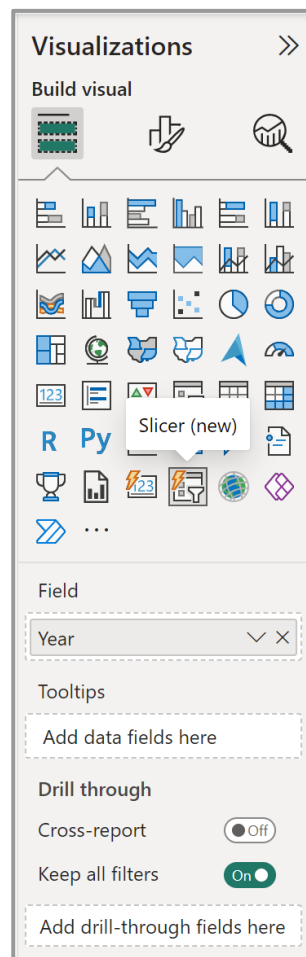 Visualizations
Build visual
123
R Py
Slicer (new)
123
...
Field
Year
Tooltips
Add data fields here
Drill through
Cross-report Off
Keep all filters On
Add drill-through fields here